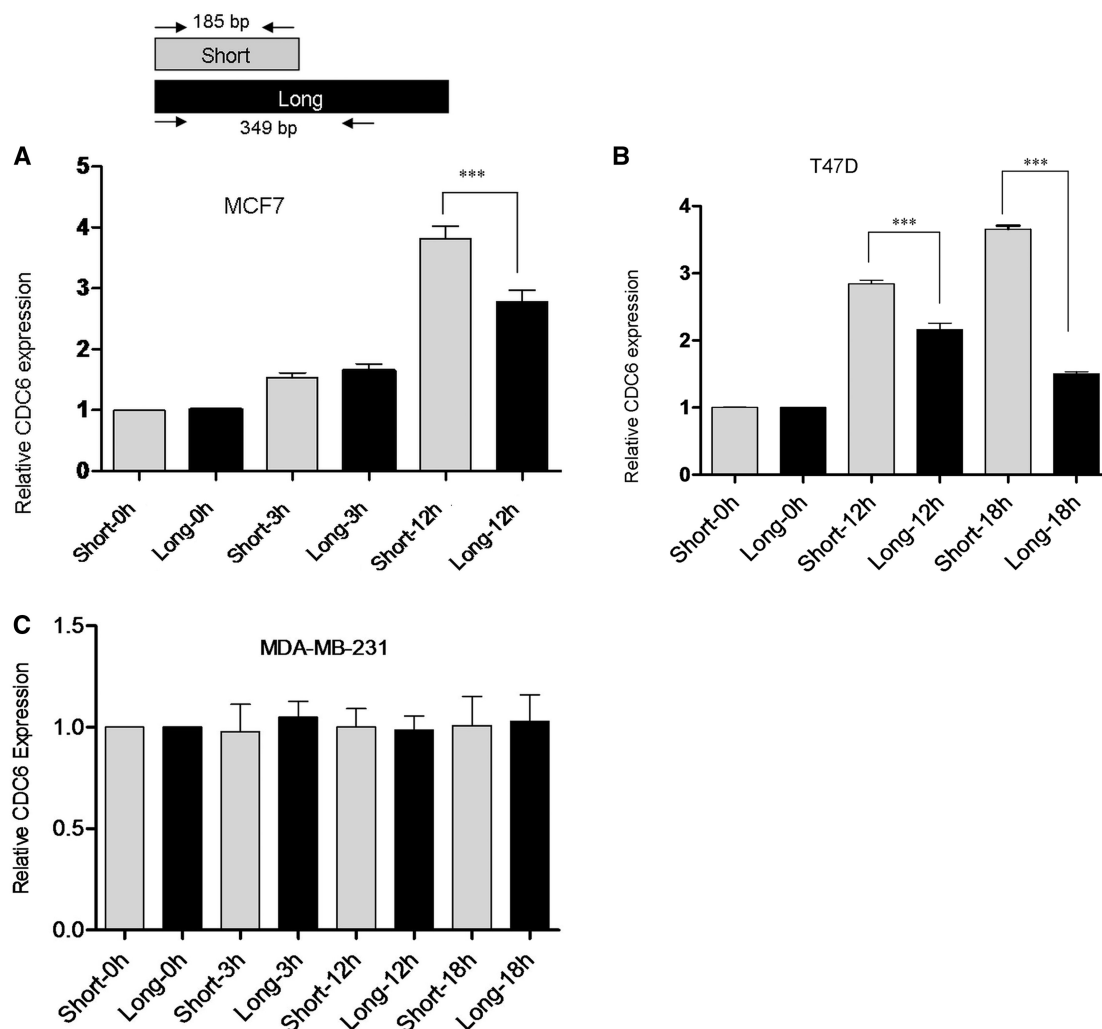 185 bp
Short
Long
349 bp
A
MCF7
Relative CDC6 expression
5
4
3
2
1
0
***
Short-0h
Long-0h
Short-3h
Long-3h
Short-12h
Long-12h
B
T47D
Relative CDC6 expression
4
3
2
1
0
***
***
Short-0h
Long-0h
Short-12h
Long-12h
Short-18h
Long-18h
C
MDA-MB-231
Relative CDC6 Expression
1.5
1.0
0.5
0.0
Short-0h
Long-0h
Short-3h
Long-3h
Short-12h
Long-12h
Short-18h
Long-18h